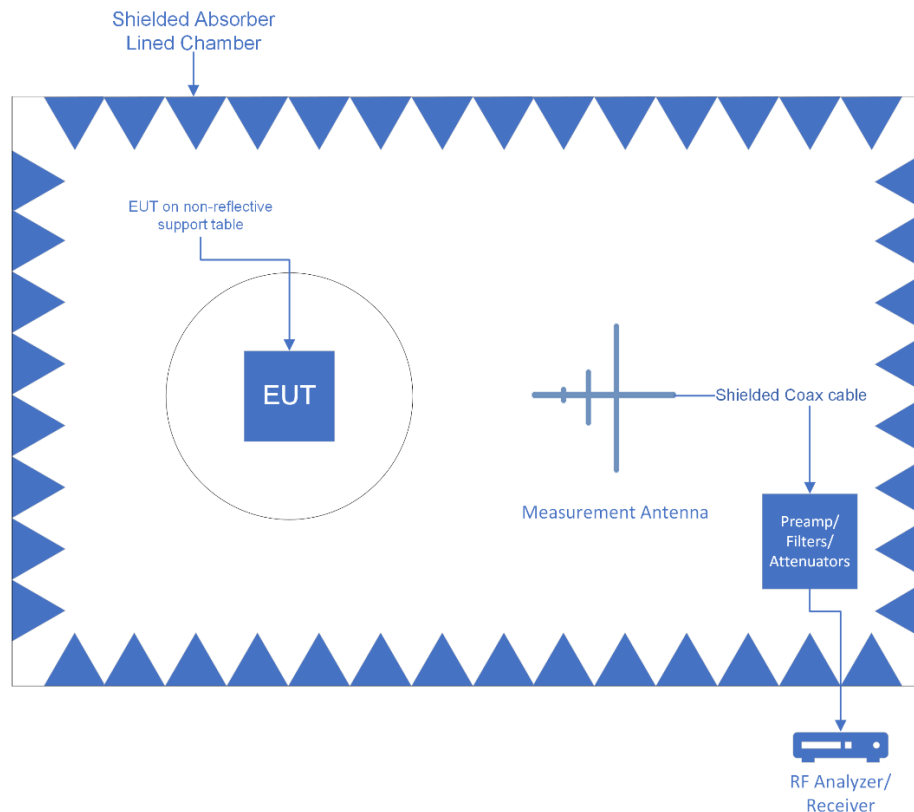 Shielded Absorber
Lined Chamber
EUT on non-reflective
support table
EUT
Shielded Coax cable
Measurement Antenna
Preamp/
Filters/
Attenuators
RF Analyzer/
Receiver